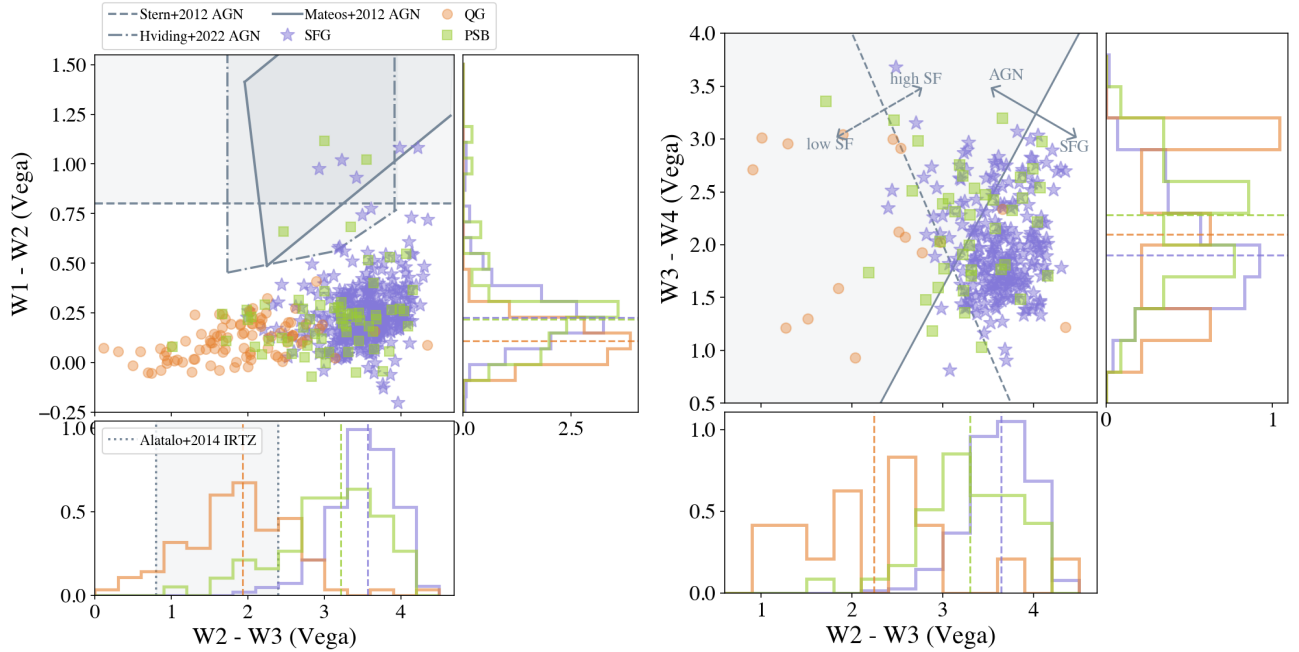 Stern+2012 AGN
Mateos+2012 AGN
QG
Hviding+2022 AGN
SFG
PSB
W1 - W2 (Vega)
1.50
1.25
1.00
0.75
0.50
0.25
0.00
−0.25
0.0
2.5
1.0
0.5
0.0
Alatalo+2014 IRTZ
0
1
2
3
4
W2 - W3 (Vega)
W3 - W4 (Vega)
4.0
3.5
3.0
2.5
2.0
1.5
1.0
0.5
high SF
AGN
low SF
SFG
0
1
1.0
0.5
0.0
1
2
3
4
W2 - W3 (Vega)